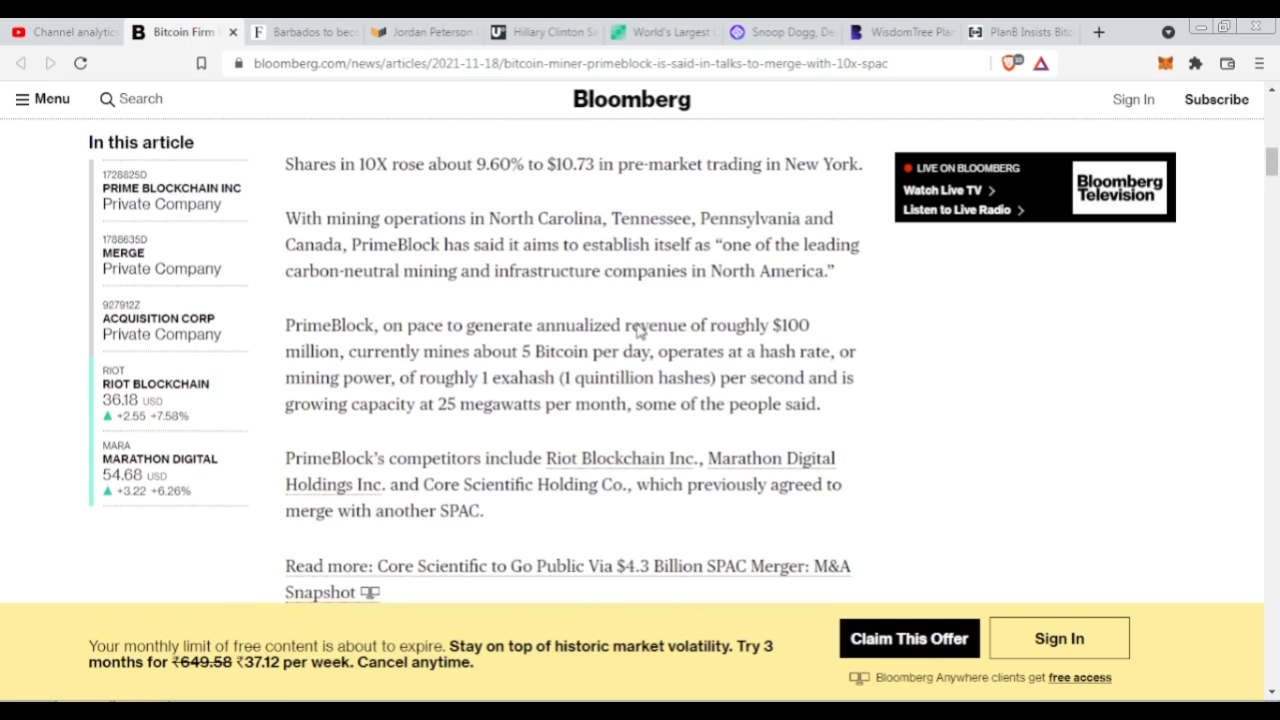 Channel analytic
Bitcoin Firm
Barbados to bec
Jordan Peterson
Hillary Clinton Sa
World's Largest
Snoop Dogg, De
WisdomTree Pla
PlanB Insists Bitc
bloomberg.com/news/articles/2021-11-18/bitcoin-miner-primeblock-is-said-in-talks-to-merge-with-10x-spac
Menu
Search
Bloomberg
Sign In
Subscribe
In this article
1728825D
PRIME BLOCKCHAIN INC
Private Company
1788635D
MERGE
Private Company
927912Z
ACQUISITION CORP
Private Company
RIOT
RIOT BLOCKCHAIN
36.18 USD
▲ +2.55 +7.58%
MARA
MARATHON DIGITAL
54.68 USD
▲ +3.22 +6.26%
Shares in 10X rose about 9.60% to $10.73 in pre-market trading in New York.
With mining operations in North Carolina, Tennessee, Pennsylvania and
Canada, PrimeBlock has said it aims to establish itself as “one of the leading
carbon-neutral mining and infrastructure companies in North America.”
PrimeBlock, on pace to generate annualized revenue of roughly $100
million, currently mines about 5 Bitcoin per day, operates at a hash rate, or
mining power, of roughly 1 exahash (1 quintillion hashes) per second and is
growing capacity at 25 megawatts per month, some of the people said.
PrimeBlock’s competitors include Riot Blockchain Inc., Marathon Digital
Holdings Inc. and Core Scientific Holding Co., which previously agreed to
merge with another SPAC.
Read more: Core Scientific to Go Public Via $4.3 Billion SPAC Merger: M&A
Snapshot
LIVE ON BLOOMBERG
Watch Live TV >
Listen to Live Radio >
Bloomberg
Television
Your monthly limit of free content is about to expire. Stay on top of historic market volatility. Try 3
months for ₹649.58 ₹37.12 per week. Cancel anytime.
Claim This Offer
Sign In
Bloomberg Anywhere clients get free access